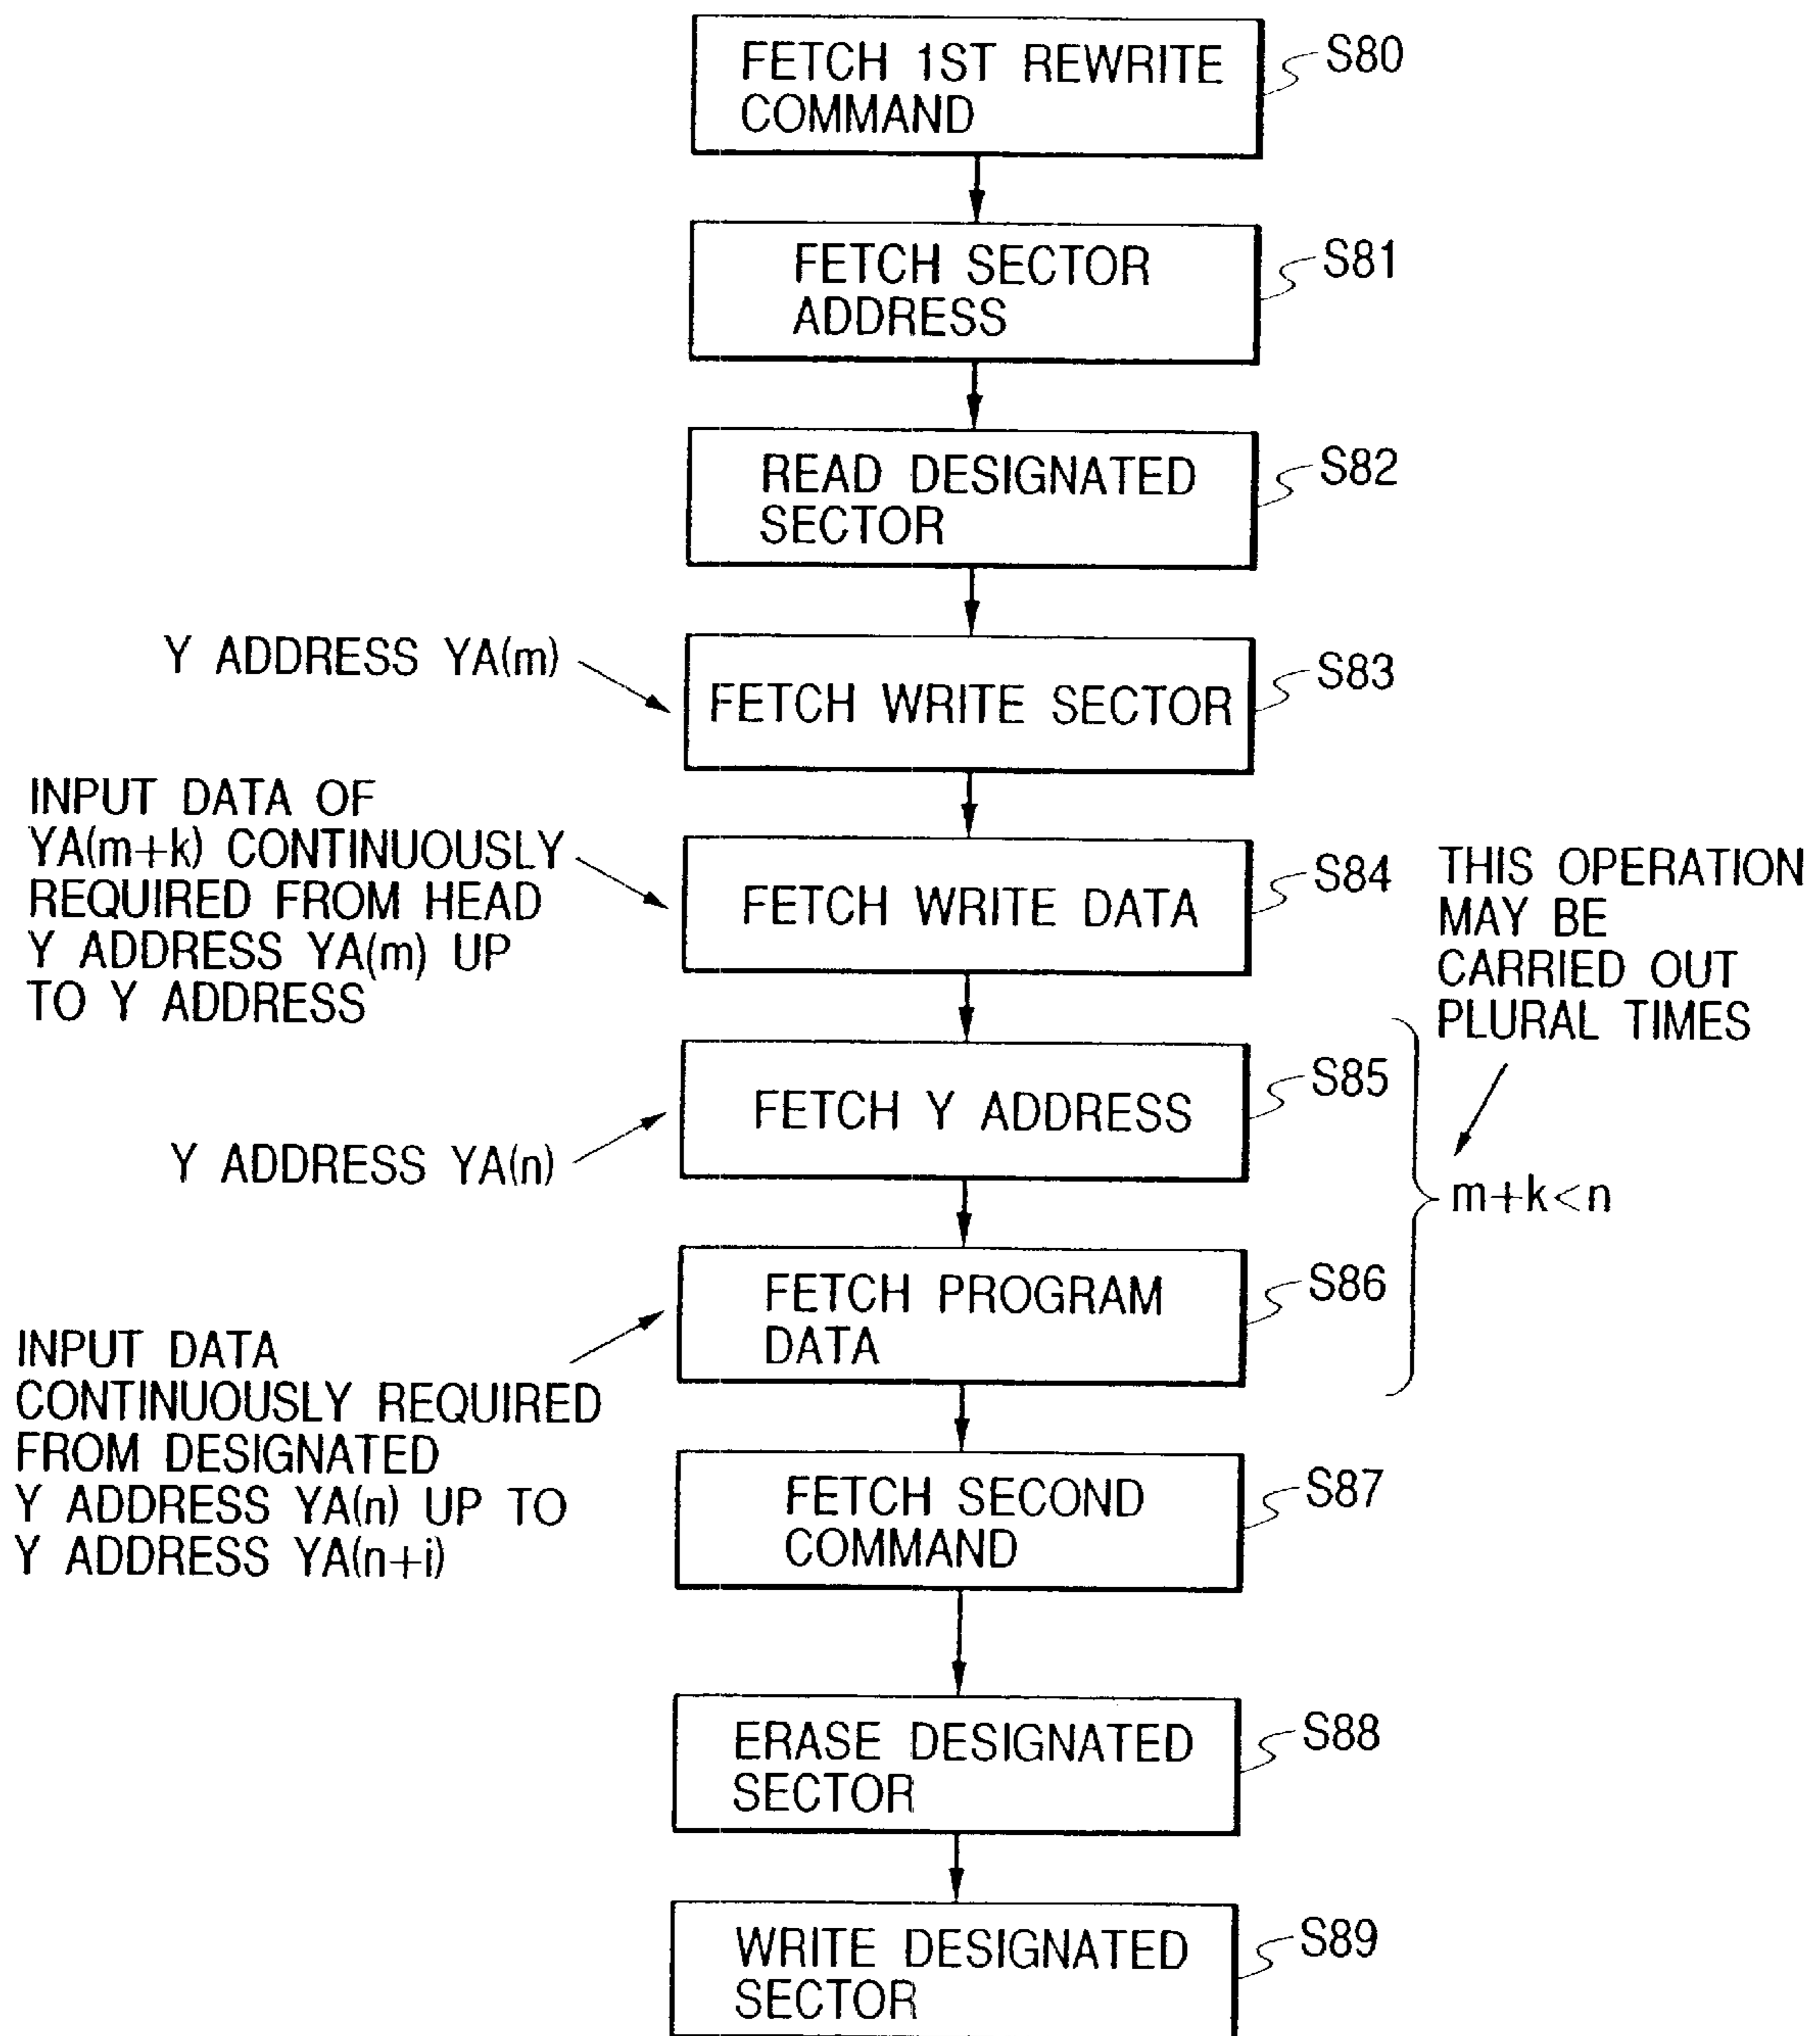 FETCH 1ST REWRITE
COMMAND
S80
FETCH SECTOR
ADDRESS
S81
READ DESIGNATED
SECTOR
S82
Y ADDRESS YA(m)
FETCH WRITE SECTOR
S83
INPUT DATA OF
YA(m+k) CONTINUOUSLY
REQUIRED FROM HEAD
Y ADDRESS YA(m) UP
TO Y ADDRESS
FETCH WRITE DATA
S84
THIS OPERATION
MAY BE
CARRIED OUT
PLURAL TIMES
FETCH Y ADDRESS
S85
Y ADDRESS YA(n)
m+k<n
FETCH PROGRAM
DATA
S86
INPUT DATA
CONTINUOUSLY REQUIRED
FROM DESIGNATED
Y ADDRESS YA(n) UP TO
Y ADDRESS YA(n+i)
FETCH SECOND
COMMAND
S87
ERASE DESIGNATED
SECTOR
S88
WRITE DESIGNATED
SECTOR
S89